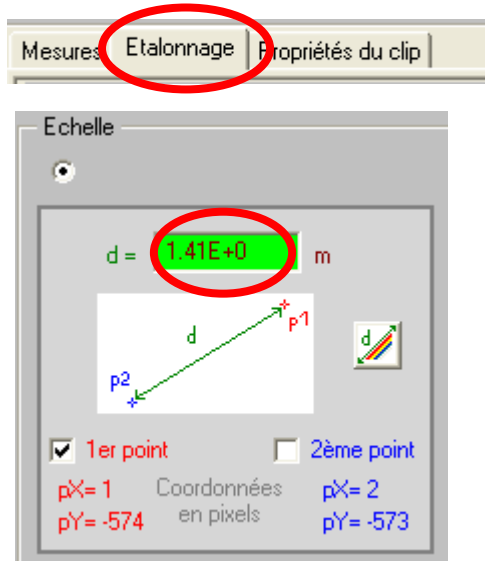 Mesures Etalonnage Propriétés du clip
Echelle
d = 1.41E+0 m
d
p1
p2
d
1er point 2ème point
pX= 1 Coordonnées pX= 2
pY= -574 en pixels pY= -573